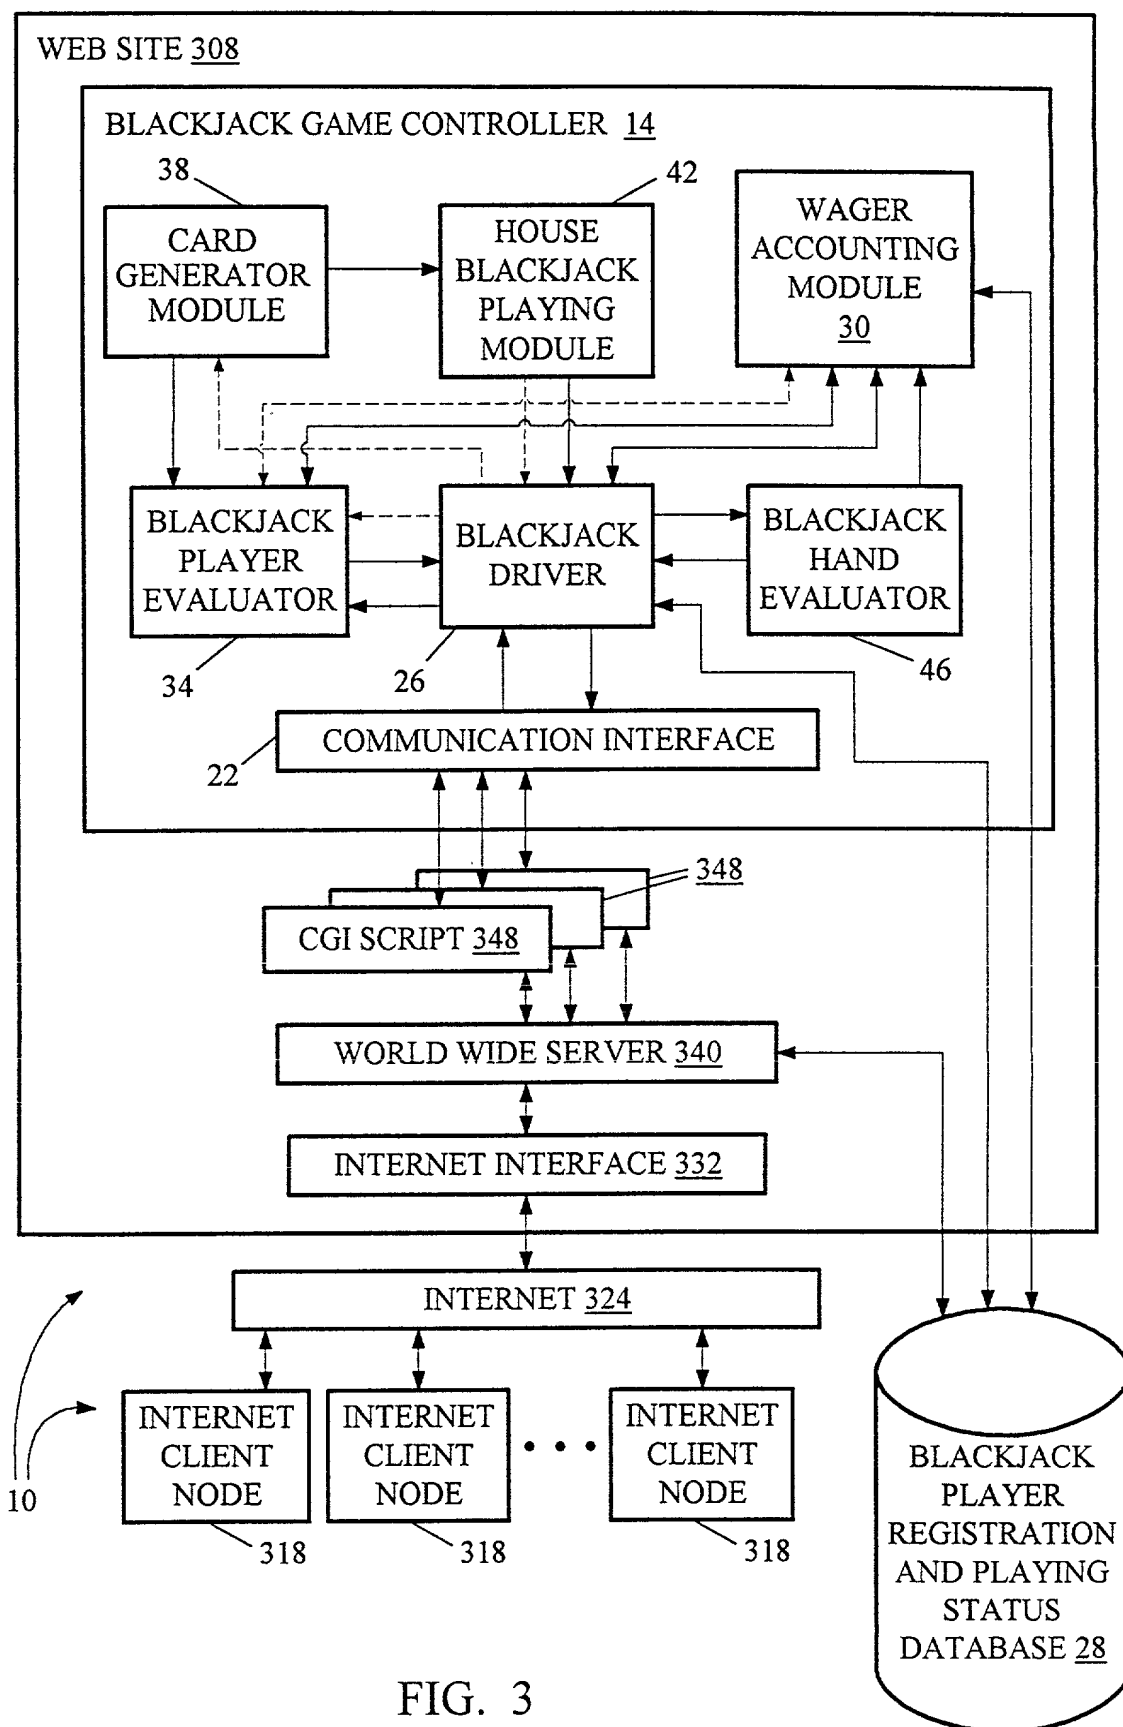 WEB SITE 308
BLACKJACK GAME CONTROLLER 14
38
42
CARD
GENERATOR
MODULE
HOUSE
BLACKJACK
PLAYING
MODULE
WAGER
ACCOUNTING
MODULE
30
BLACKJACK
PLAYER
EVALUATOR
BLACKJACK
DRIVER
BLACKJACK
HAND
EVALUATOR
34
26
46
COMMUNICATION INTERFACE
22
348
CGI SCRIPT 348
WORLD WIDE SERVER 340
INTERNET INTERFACE 332
INTERNET 324
INTERNET
CLIENT
NODE
INTERNET
CLIENT
NODE
INTERNET
CLIENT
NODE
10
318
318
318
BLACKJACK
PLAYER
REGISTRATION
AND PLAYING
STATUS
DATABASE 28
FIG. 3